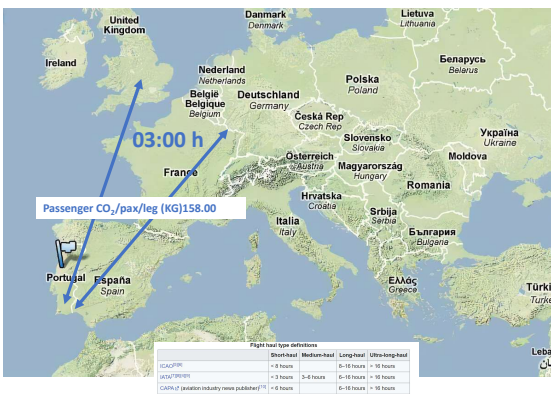 United
Kingdom
Danmark
Denmark
Lietuva
Lithuania
Ireland
Nederland
Netherlands
Беларусь
Belarus
België
Belgique
Belgium
Deutschland
Germany
Polska
Poland
03:00 h
Česká Rep
Czech Rep
Slovensko
Slovakia
Україна
Ukraine
France
Österreich
Austria
Magyarország
Hungary
Moldova
Romania
Passenger CO₂/pax/leg (KG)158.00
Hrvatska
Croatia
Srbija
Serbia
Italia
Italy
България
Bulgaria
Portugal
España
Spain
Ελλάς
Greece
Türki
Turke
Leba
Flight haul type definitions
Short-haul Medium-haul Long-haul Ultra-long-haul
ICAO < 8 hours 8–16 hours > 16 hours
IATA < 3 hours 3–6 hours 6–16 hours > 16 hours
CAPA (aviation industry news publisher) < 6 hours 6–16 hours > 16 hours